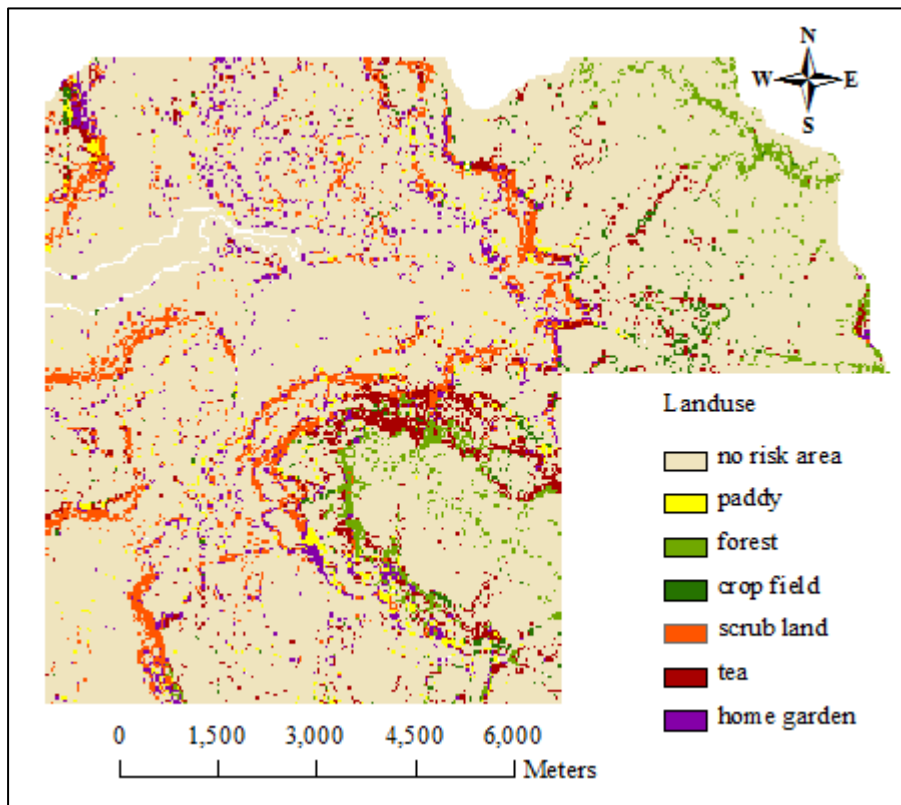 N
W E
S
Landuse
no risk area
paddy
forest
crop field
scrub land
tea
home garden
0 1,500 3,000 4,500 6,000
Meters